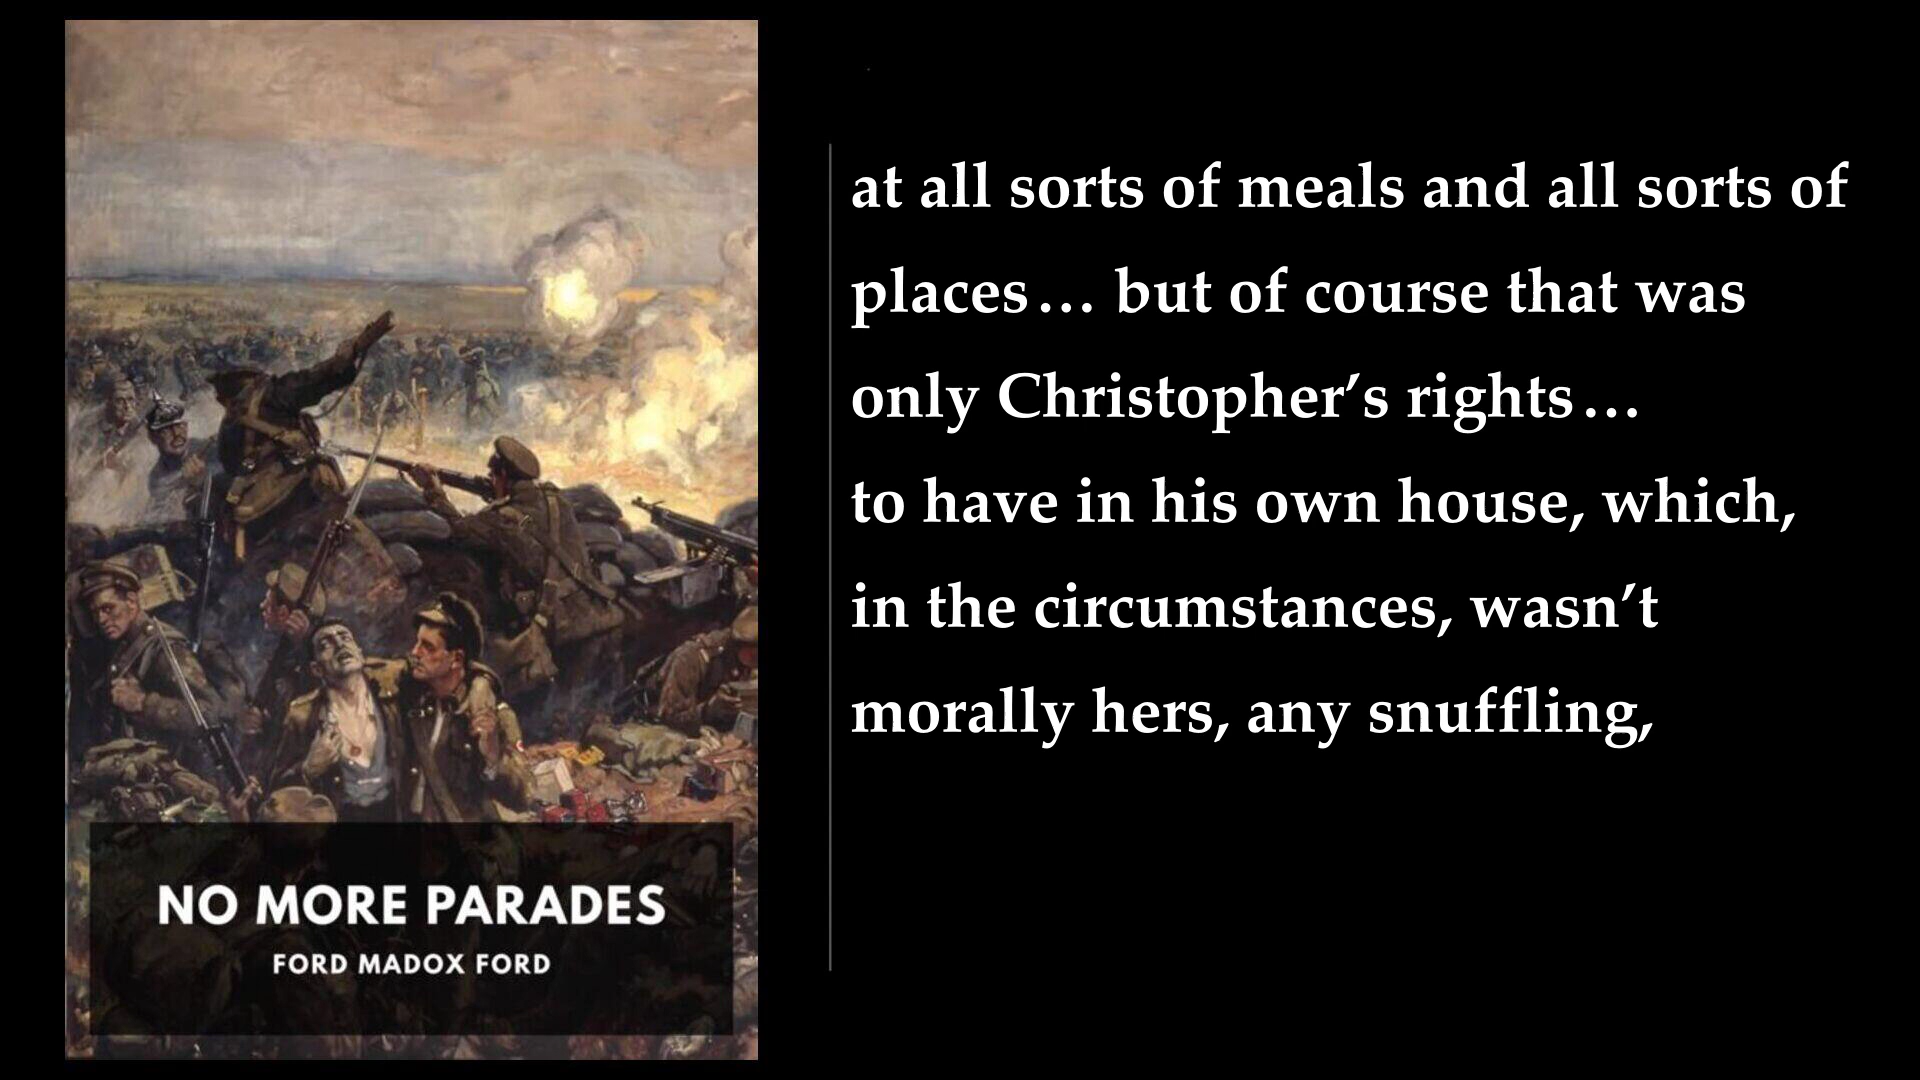 at all sorts of meals and all sorts of
places… but of course that was
only Christopher’s rights…
to have in his own house, which,
in the circumstances, wasn’t
morally hers, any snuffling,
NO MORE PARADES
FORD MADOX FORD